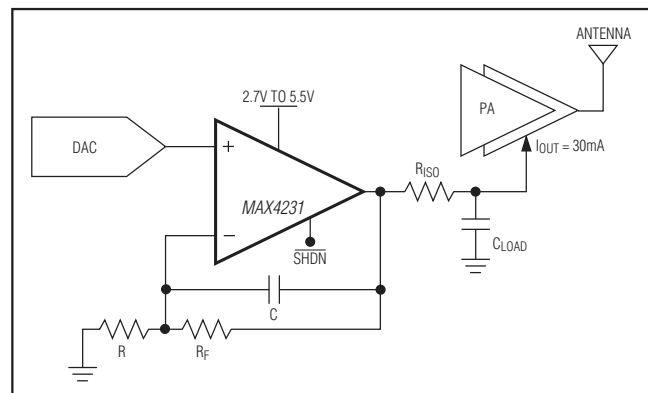 ANTENNA
2.7V TO 5.5V
PA
DAC
+
IOUT = 30mA
RISO
MAX4231
−
SHDN
CLOAD
C
R
RF